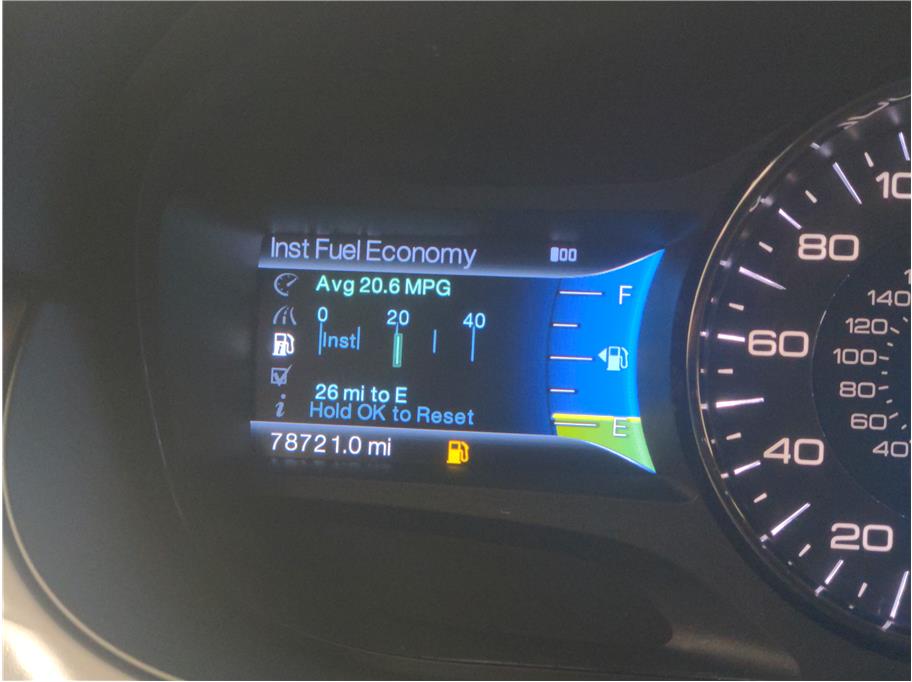 Inst Fuel Economy
Avg 20.6 MPG
0 20 40
Inst
26 mi to E
Hold OK to Reset
78721.0 mi
F
E
80
60
40
20
140
120
100
80
60
40